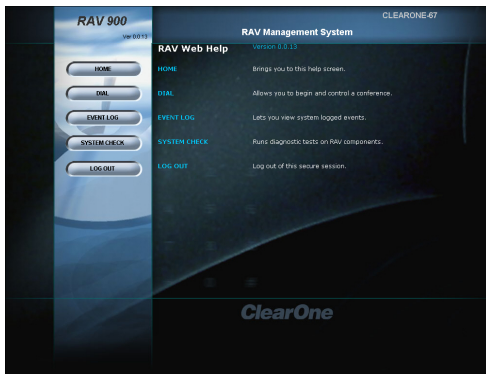 CLEARONE-67
RAV 900
Ver 0.0.13
RAV Management System
RAV Web Help Version 0.0.13
HOME
HOME Brings you to this help screen.
DIAL
DIAL Allows you to begin and control a conference.
EVENT LOG
EVENT LOG Lets you view system logged events.
SYSTEM CHECK
SYSTEM CHECK Runs diagnostic tests on RAV components.
LOG OUT
LOG OUT Log out of this secure session.
ClearOne